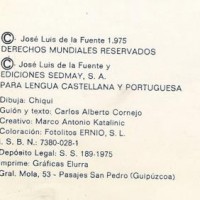 © José Luis de la Fuente 1.975
DERECHOS MUNDIALES RESERVADOS
© José Luis de la Fuente y
EDICIONES SEDMAY, S. A.
PARA LENGUA CASTELLANA Y PORTUGUESA
Dibuja: Chiqui
Guión y texto: Carlos Alberto Cornejo
Creativo: Marco Antonio Katalinic
Coloración: Fotolitos ERNIO, S. L.
. S. B. N.: 7380-028-1
Depósito Legal: S. S. 189-1975
Imprime: Gráficas Elurra
Gral. Mola, 53 - Pasajes San Pedro (Guipúzcoa)